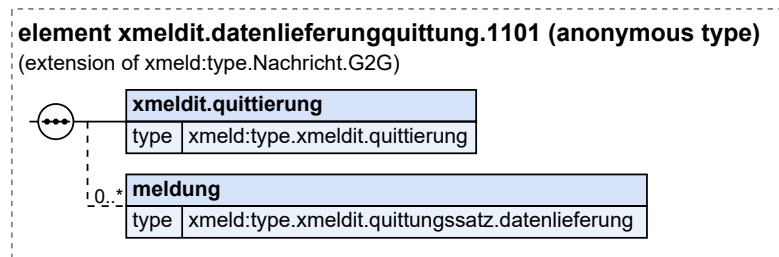 element xmeldit.datenlieferungquittung.1101 (anonymous type)
(extension of xmeld:type.Nachricht.G2G)
xmeldit.quittierung
type xmeld:type.xmeldit.quittierung
0..* meldung
type xmeld:type.xmeldit.quittungssatz.datenlieferung